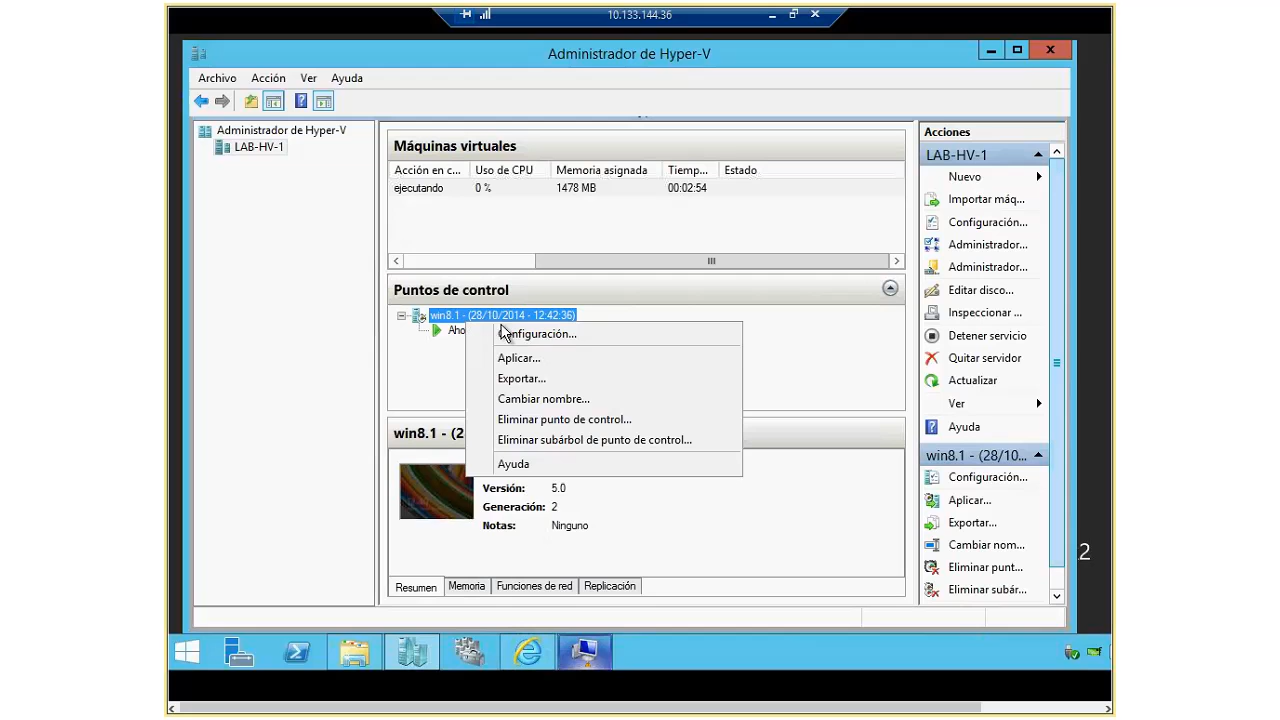 10.133.144.36
Administrador de Hyper-V
Archivo Acción Ver Ayuda
Administrador de Hyper-V
LAB-HV-1
Máquinas virtuales
Acción en c... Uso de CPU Memoria asignada Tiemp... Estado
ejecutando 0 % 1478 MB 00:02:54
Puntos de control
win8.1 - (28/10/2014 - 12:42:36)
Aho
Configuración...
Aplicar...
Exportar...
Cambiar nombre...
Eliminar punto de control...
Eliminar subárbol de punto de control...
Ayuda
win8.1 - (2
Versión: 5.0
Generación: 2
Notas: Ninguno
Resumen Memoria Funciones de red Replicación
Acciones
LAB-HV-1
Nuevo
Importar máq...
Configuración...
Administrador...
Administrador...
Editar disco...
Inspeccionar ...
Detener servicio
Quitar servidor
Actualizar
Ver
Ayuda
win8.1 - (28/10...
Configuración...
Aplicar...
Exportar...
Cambiar nom...
Eliminar punt...
Eliminar subár...
2